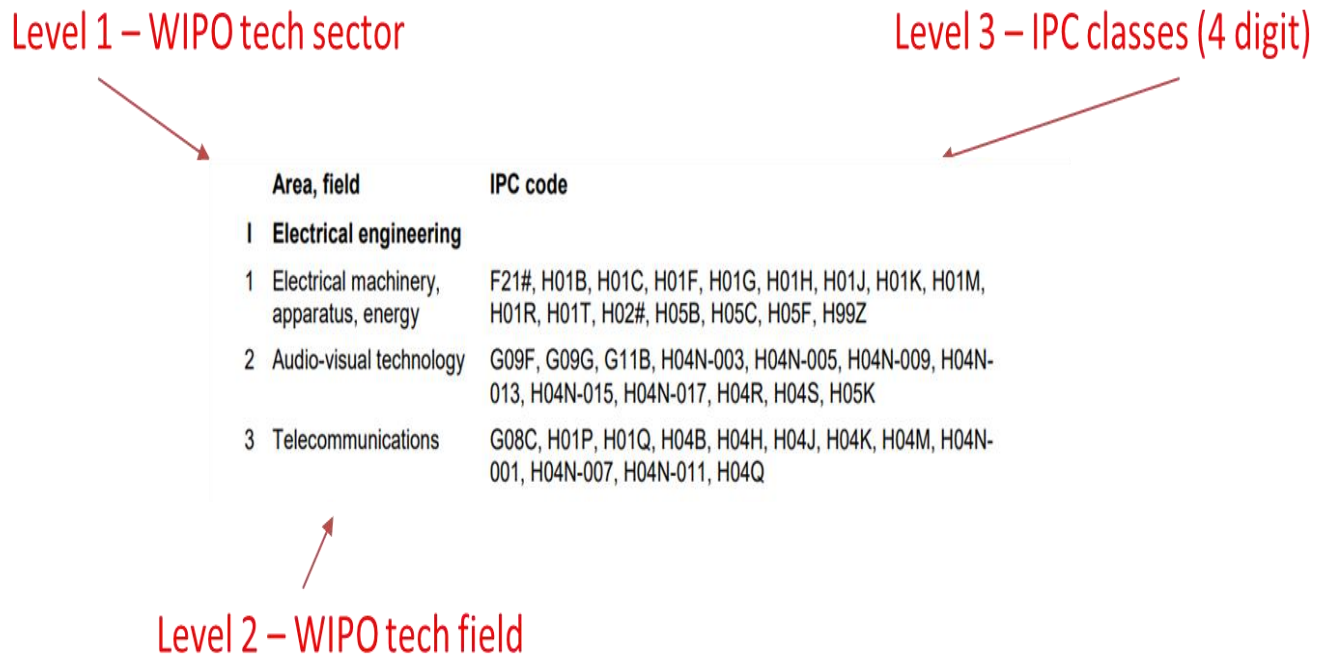 Level 1 – WIPO tech sector
Level 3 – IPC classes (4 digit)
Area, field IPC code
I Electrical engineering
1 Electrical machinery, F21#, H01B, H01C, H01F, H01G, H01H, H01J, H01K, H01M,
apparatus, energy H01R, H01T, H02#, H05B, H05C, H05F, H99Z
2 Audio-visual technology G09F, G09G, G11B, H04N-003, H04N-005, H04N-009, H04N-
013, H04N-015, H04N-017, H04R, H04S, H05K
3 Telecommunications G08C, H01P, H01Q, H04B, H04H, H04J, H04K, H04M, H04N-
001, H04N-007, H04N-011, H04Q
Level 2 – WIPO tech field